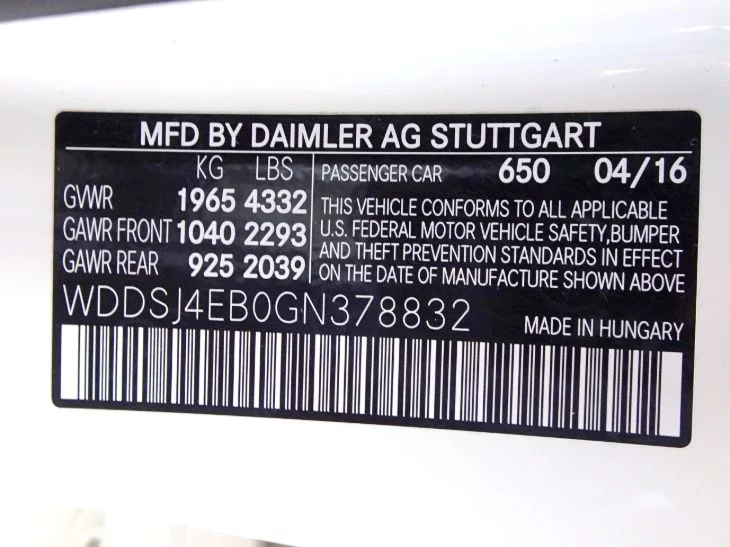 MFD BY DAIMLER AG STUTTGART
KG LBS
GVWR 1965 4332
GAWR FRONT 1040 2293
GAWR REAR 925 2039
PASSENGER CAR 650 04/16
THIS VEHICLE CONFORMS TO ALL APPLICABLE
U.S. FEDERAL MOTOR VEHICLE SAFETY,BUMPER
AND THEFT PREVENTION STANDARDS IN EFFECT
ON THE DATE OF MANUFACTURE SHOWN ABOVE
WDDSJ4EB0GN378832
MADE IN HUNGARY